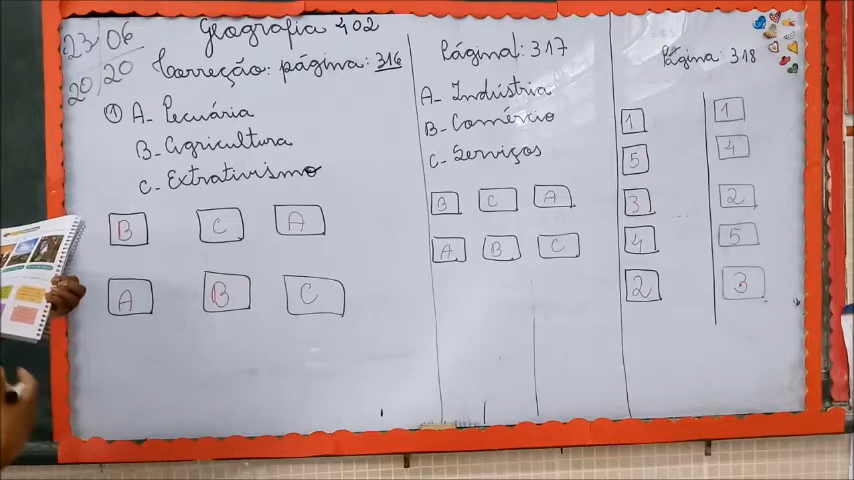 23/06
20/20
Geografia 402
Correção: página: 316
① A- Pecuária
B- Agricultura
C- Extrativismo
B C A
A B C
Página: 317
A- Indústria
B- Comércio
C- Serviços
B C A
A B C
Página: 318
1 1
5 4
3 2
4 5
2 3